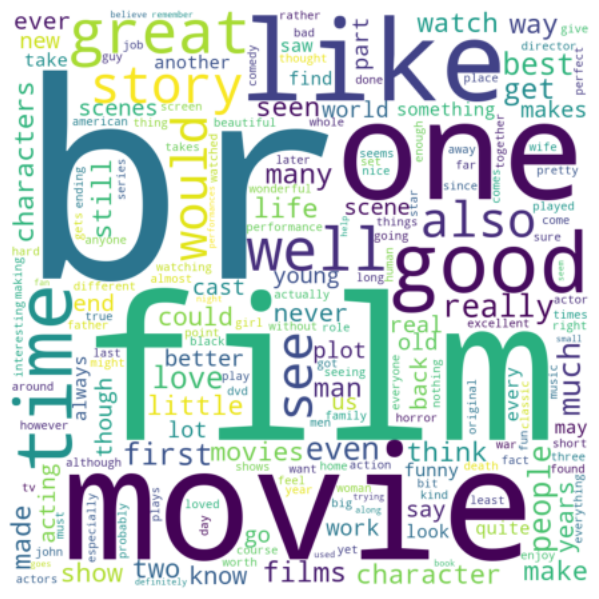 believe
remember
ever
great
like
watch
way
new
job
rather
bad
saw
part
give
director
take
guy
another
comedy
thought
find
done
place
perfect
story
best
scenes
screen
seen
world
something
get
makes
characters
american
thing
beautiful
whole
enough
together
still
takes
would
watched
performances
many
later
seems
set
nice
away
far
wife
pretty
br
one
series
ending
wonderful
star
since
comes
played
gets
anyone
life
scene
also
come
performance
things
going
sure
time
hard
fan
different
watching
almost
well
help
human
good
interesting
making
true
father
end
cast
young
long
really
actor
film
night
actually
could
never
real
excellent
times
right
last
might
point
girl
without
role
old
small
around
always
better
black
see
plot
got
seeing
everyone
nothing
back
original
every
fun
classic
music
much
love
play
man
us
dvd
family
horror
little
men
however
though
lot
first
movies
even
think
war
may
short
although
shows
want
home
action
funny
fact
found
three
everything
tv
acting
especially
probably
feel
year
woman
trying
along
bit
kind
death
least
people
years
made
must
plays
loved
day
movie
big
work
say
look
quite
john
go
yet
enjoy
actors
goes
show
two
know
course
worth
films
used
character
book
make
definitely